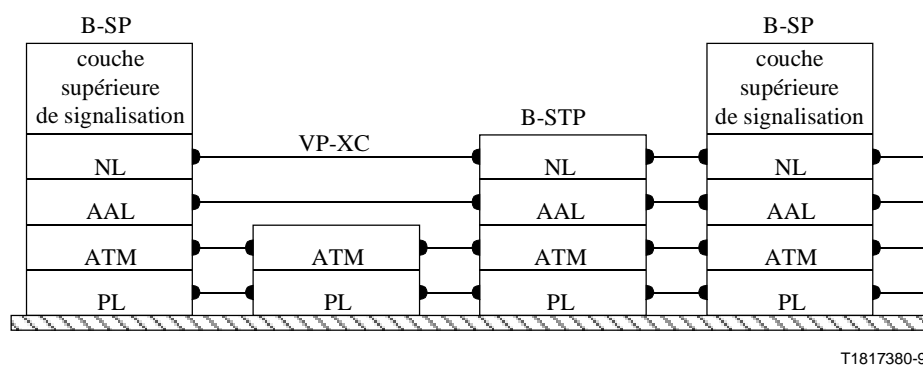 B-SP
couche
supérieure
de signalisation
NL
AAL
ATM
PL
VP-XC
ATM
PL
B-STP
NL
AAL
ATM
PL
B-SP
couche
supérieure
de signalisation
NL
AAL
ATM
PL
T1817380-9